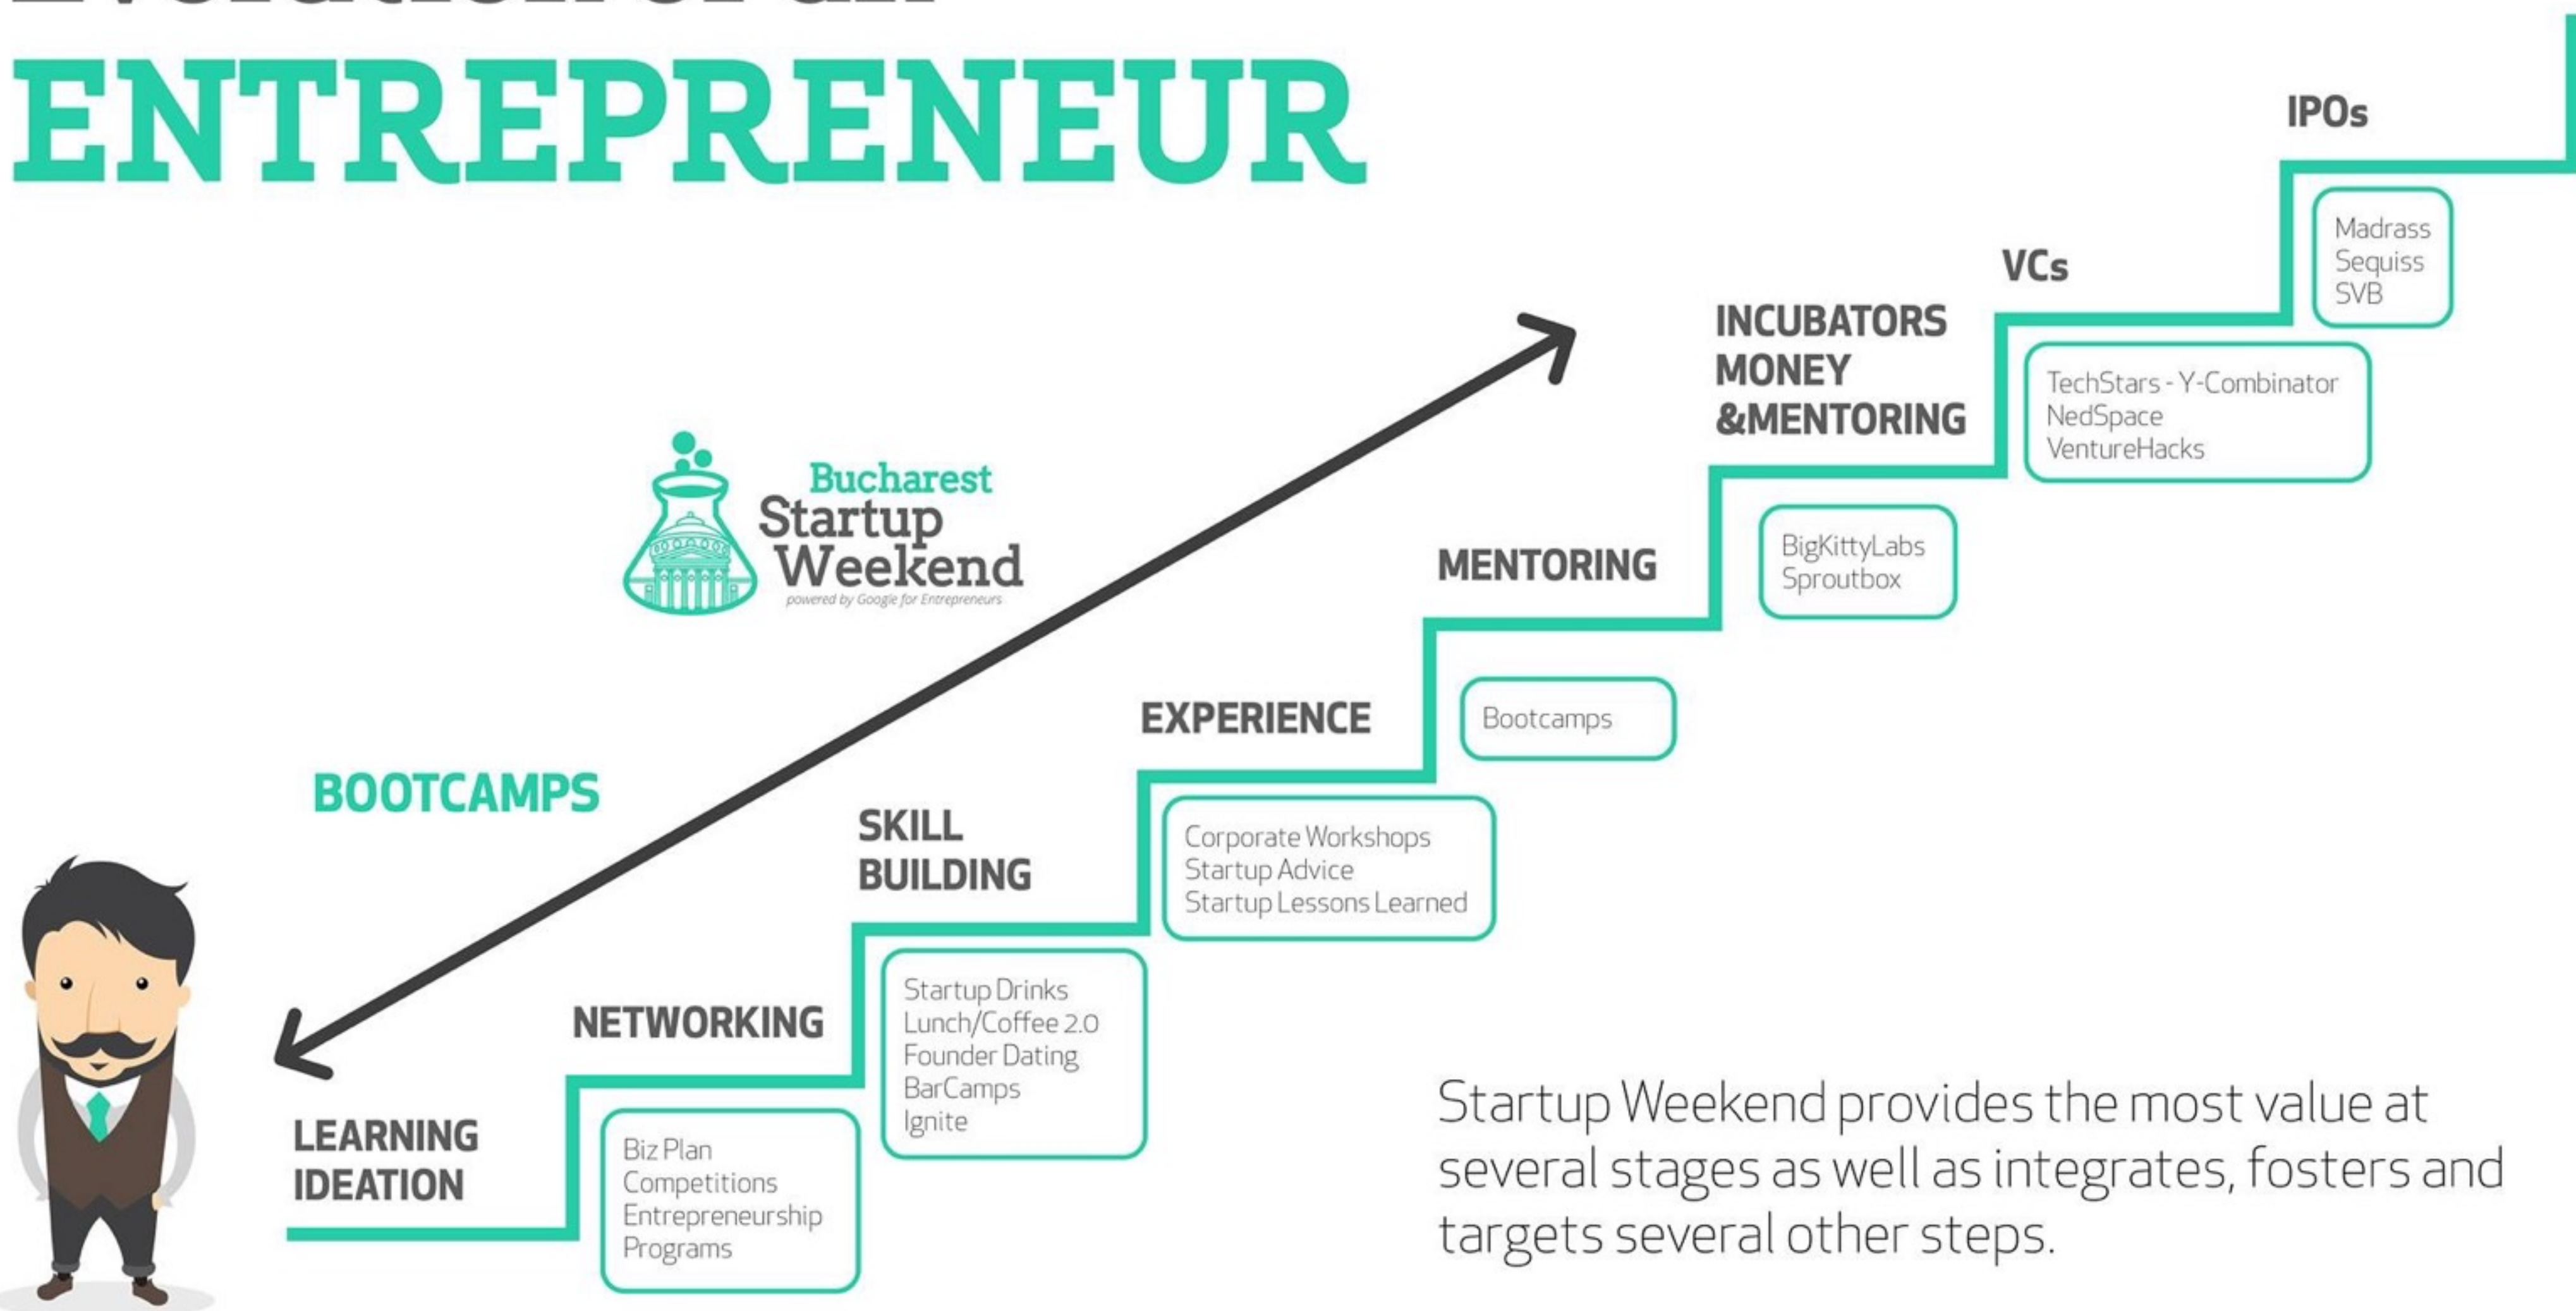 Evolution of an
ENTREPRENEUR
IPOs
Madrass
Sequiss
SVB
VCs
TechStars - Y-Combinator
NedSpace
VentureHacks
INCUBATORS
MONEY
&MENTORING
BigKittyLabs
Sproutbox
MENTORING
Bootcamps
EXPERIENCE
Corporate Workshops
Startup Advice
Startup Lessons Learned
SKILL
BUILDING
Startup Drinks
Lunch/Coffee 2.0
Founder Dating
BarCamps
Ignite
NETWORKING
Biz Plan
Competitions
Entrepreneurship
Programs
LEARNING
IDEATION
BOOTCAMPS
Bucharest
Startup
Weekend
powered by Google for Entrepreneurs
Startup Weekend provides the most value at
several stages as well as integrates, fosters and
targets several other steps.